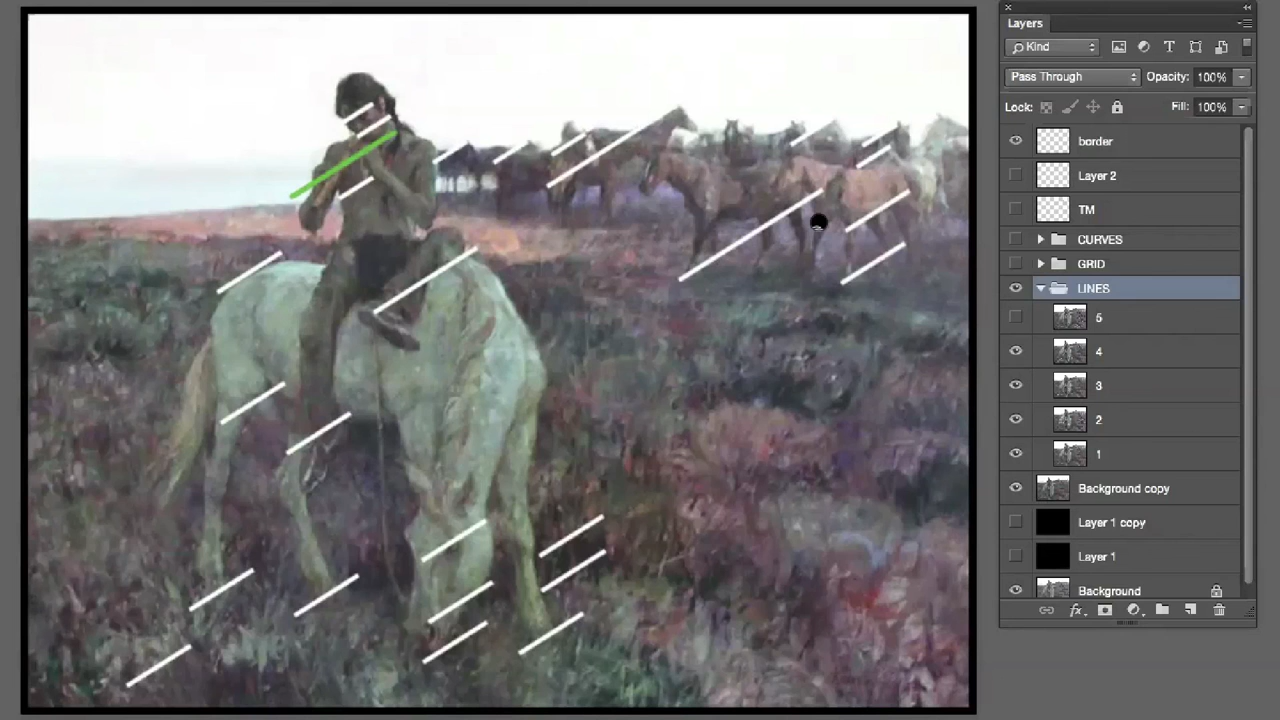 Layers
Kind
Pass Through Opacity: 100%
Lock: Fill: 100%
border
Layer 2
TM
CURVES
GRID
LINES
5
4
3
2
1
Background copy
Layer 1 copy
Layer 1
Background
fx